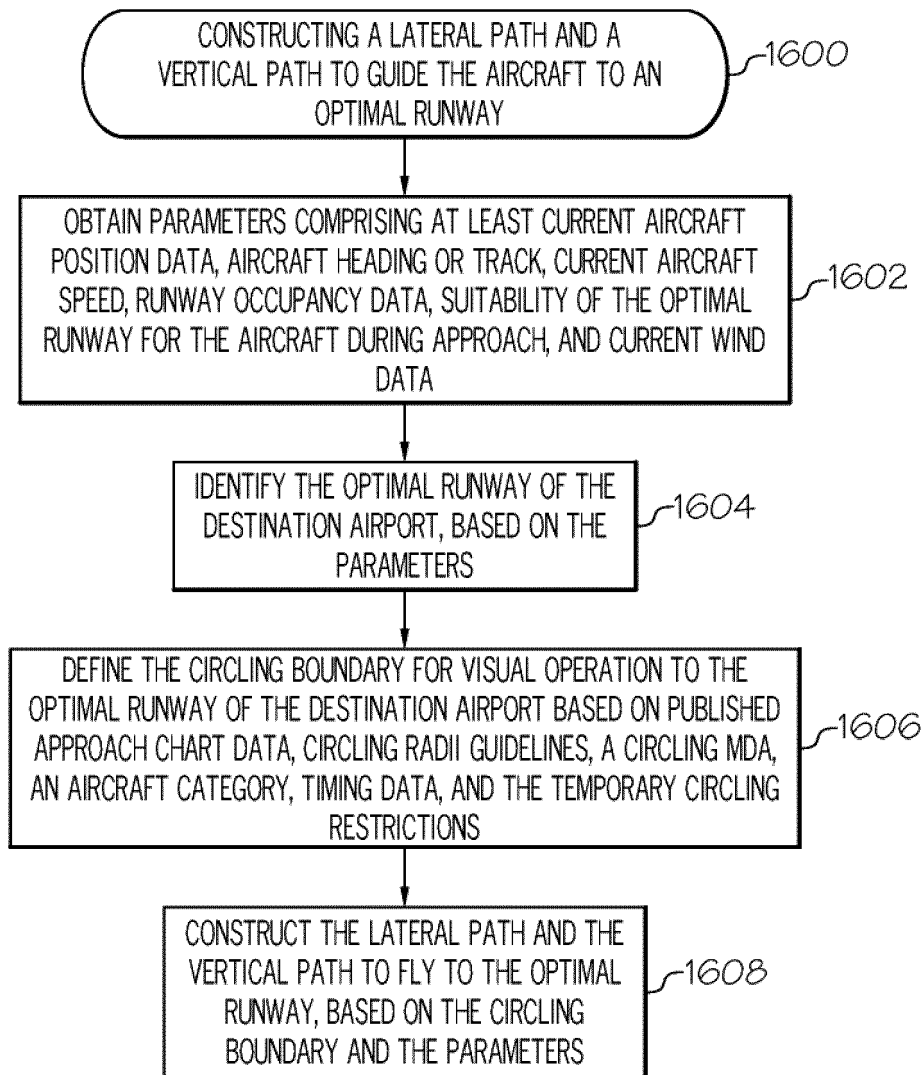 CONSTRUCTING A LATERAL PATH AND A
VERTICAL PATH TO GUIDE THE AIRCRAFT TO AN
OPTIMAL RUNWAY
1600
OBTAIN PARAMETERS COMPRISING AT LEAST CURRENT AIRCRAFT
POSITION DATA, AIRCRAFT HEADING OR TRACK, CURRENT AIRCRAFT
SPEED, RUNWAY OCCUPANCY DATA, SUITABILITY OF THE OPTIMAL
RUNWAY FOR THE AIRCRAFT DURING APPROACH, AND CURRENT WIND
DATA
1602
IDENTIFY THE OPTIMAL RUNWAY OF THE
DESTINATION AIRPORT, BASED ON THE
PARAMETERS
1604
DEFINE THE CIRCLING BOUNDARY FOR VISUAL OPERATION TO THE
OPTIMAL RUNWAY OF THE DESTINATION AIRPORT BASED ON PUBLISHED
APPROACH CHART DATA, CIRCLING RADII GUIDELINES, A CIRCLING MDA,
AN AIRCRAFT CATEGORY, TIMING DATA, AND THE TEMPORARY CIRCLING
RESTRICTIONS
1606
CONSTRUCT THE LATERAL PATH AND THE
VERTICAL PATH TO FLY TO THE OPTIMAL
RUNWAY, BASED ON THE CIRCLING
BOUNDARY AND THE PARAMETERS
1608